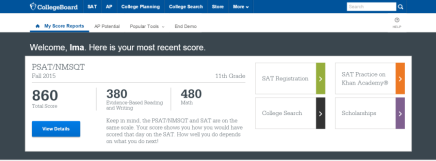 CollegeBoard SAT AP College Planning College Search Store More Search
My Score Reports AP Potential Popular Tools End Demo HELP
Welcome, Ima. Here is your most recent score.
PSAT/NMSQT
Fall 2015 11th Grade
860
Total Score
380
Evidence-Based Reading
and Writing
480
Math
View Details
Keep in mind, the PSAT/NMSQT and SAT are on the
same scale. Your score shows you how you would have
scored that day on the SAT. How well you do depends
on what you do next!
SAT Registration
SAT Practice on
Khan Academy®
College Search
Scholarships